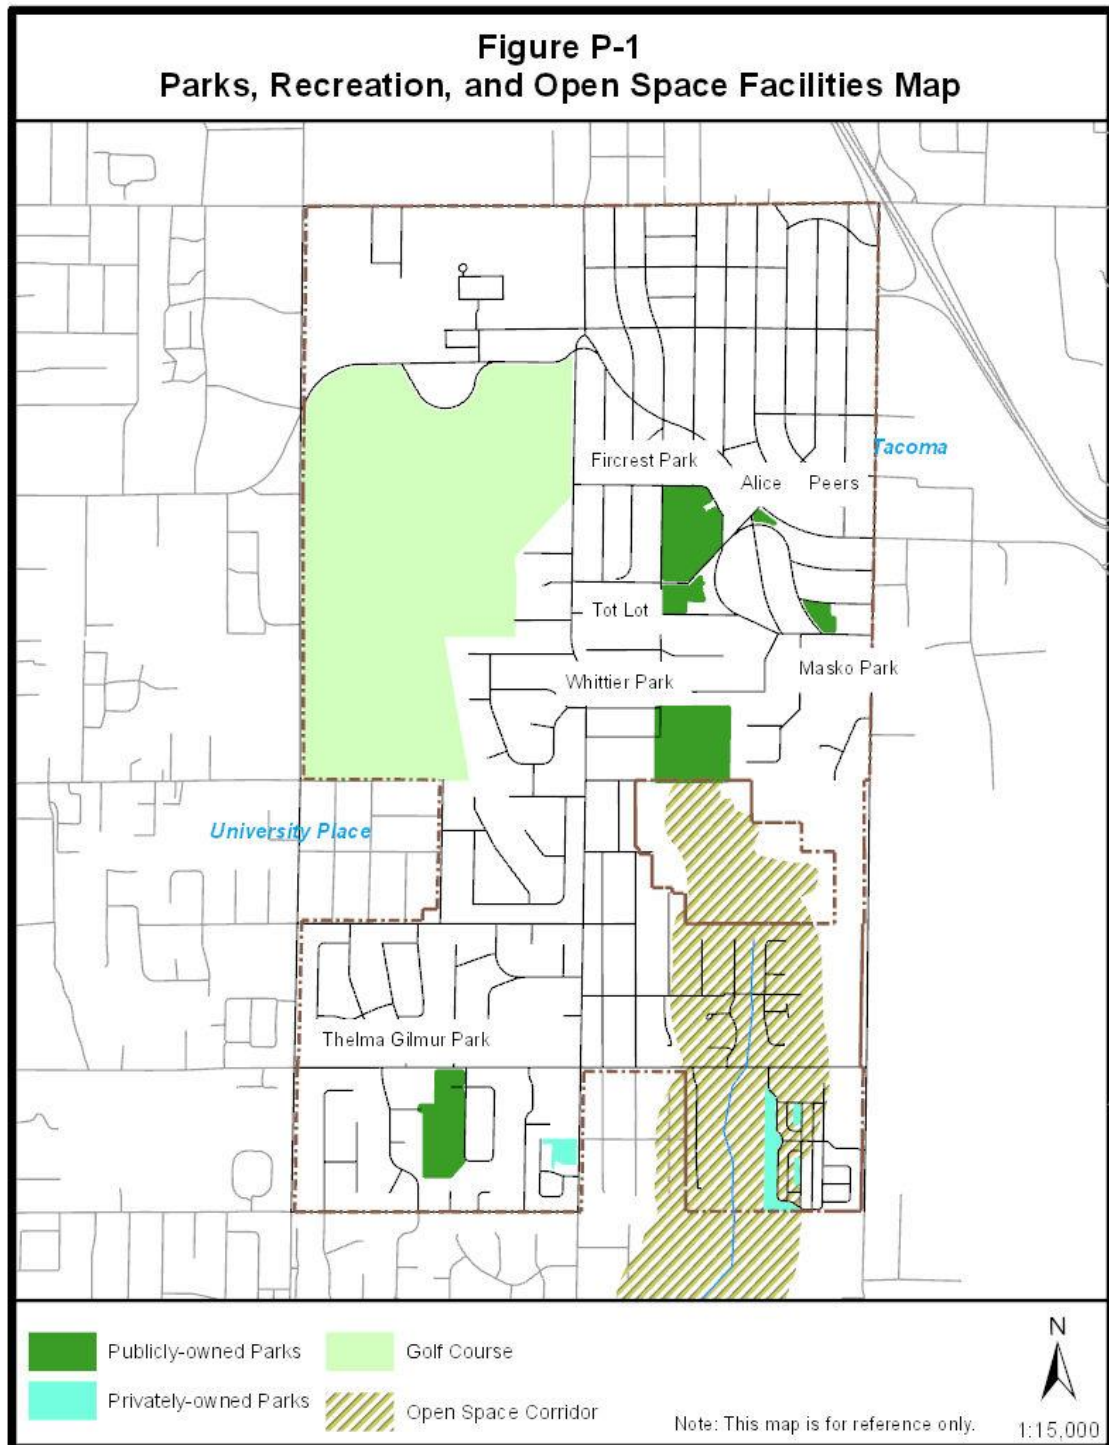 Figure P-1
Parks, Recreation, and Open Space Facilities Map
Tacoma
Fircrest Park
Alice Peers
Tot Lot
Masko Park
Whittier Park
University Place
Thelma Gilmur Park
Publicly-owned Parks
Golf Course
N
Privately-owned Parks
Open Space Corridor
Note: This map is for reference only.
1:15,000